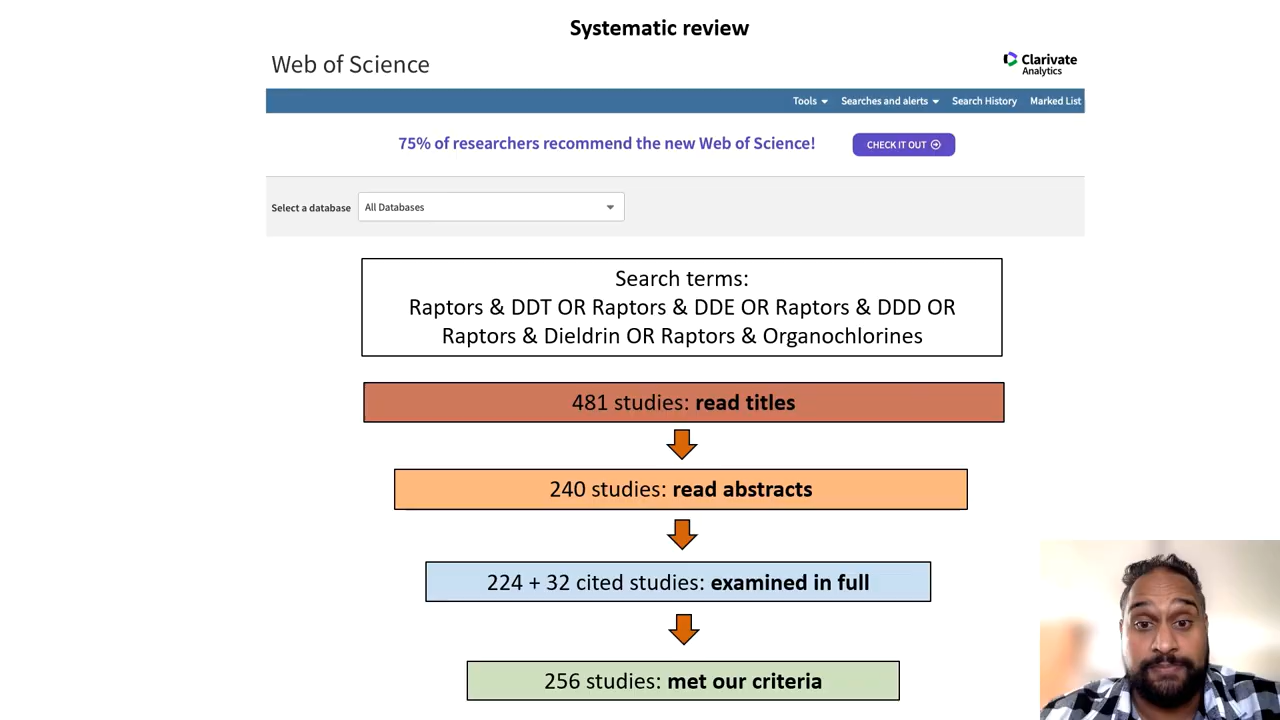 Systematic review
Web of Science
Clarivate
Analytics
Tools
Searches and alerts
Search History
Marked List
75% of researchers recommend the new Web of Science!
CHECK IT OUT
Select a database
All Databases
Search terms:
Raptors & DDT OR Raptors & DDE OR Raptors & DDD OR
Raptors & Dieldrin OR Raptors & Organochlorines
481 studies: read titles
240 studies: read abstracts
224 + 32 cited studies: examined in full
256 studies: met our criteria